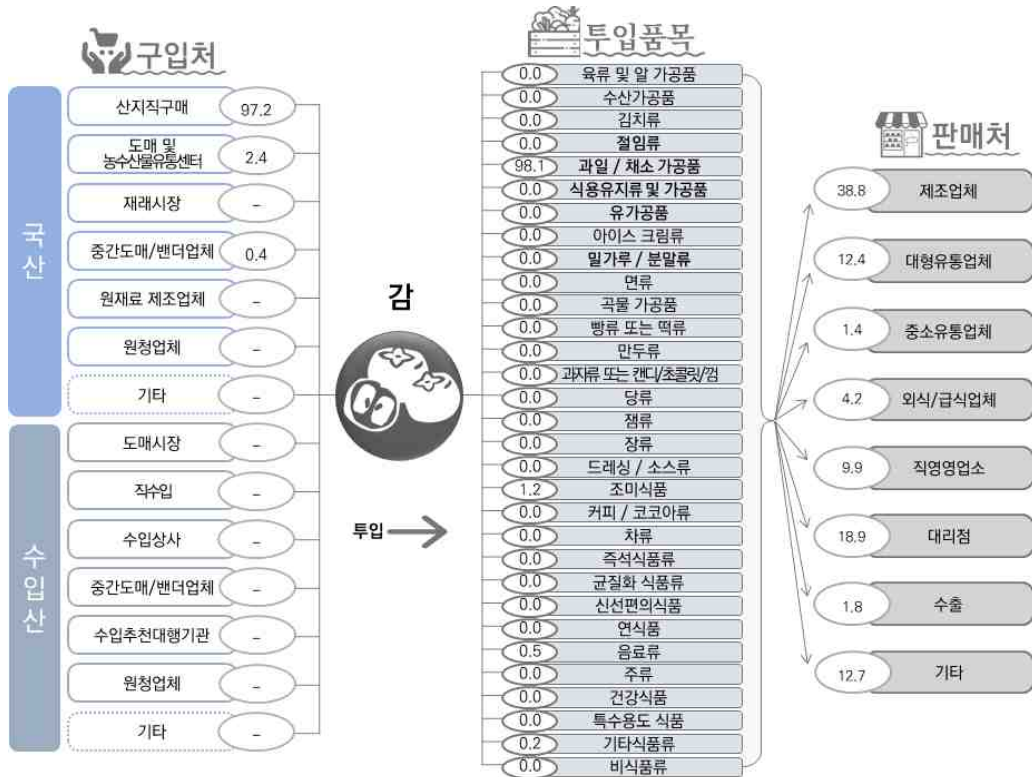 구입처
국산
산지직구매 97.2
도매 및
농수산물유통센터 2.4
재래시장 –
중간도매/밴더업체 0.4
원재료 제조업체 –
원청업체 –
기타 –
수입산
도매시장 –
직수입 –
수입상사 –
중간도매/밴더업체 –
수입추천대행기관 –
원청업체 –
기타 –
감
투입
투입품목
0.0 육류 및 알 가공품
0.0 수산가공품
0.0 김치류
0.0 절임류
98.1 과일 / 채소 가공품
0.0 식용유지류 및 가공품
0.0 유가공품
0.0 아이스 크림류
0.0 밀가루 / 분말류
0.0 면류
0.0 곡물 가공품
0.0 빵류 또는 떡류
0.0 만두류
0.0 과자류 또는 캔디/초콜릿/껌
0.0 당류
0.0 잼류
0.0 장류
0.0 드레싱 / 소스류
1.2 조미식품
0.0 커피 / 코코아류
0.0 차류
0.0 즉석식품류
0.0 균질화 식품류
0.0 신선편의식품
0.0 연식품
0.5 음료류
0.0 주류
0.0 건강식품
0.0 특수용도 식품
0.2 기타식품류
0.0 비식품류
판매처
38.8 제조업체
12.4 대형유통업체
1.4 중소유통업체
4.2 외식/급식업체
9.9 직영영업소
18.9 대리점
1.8 수출
12.7 기타